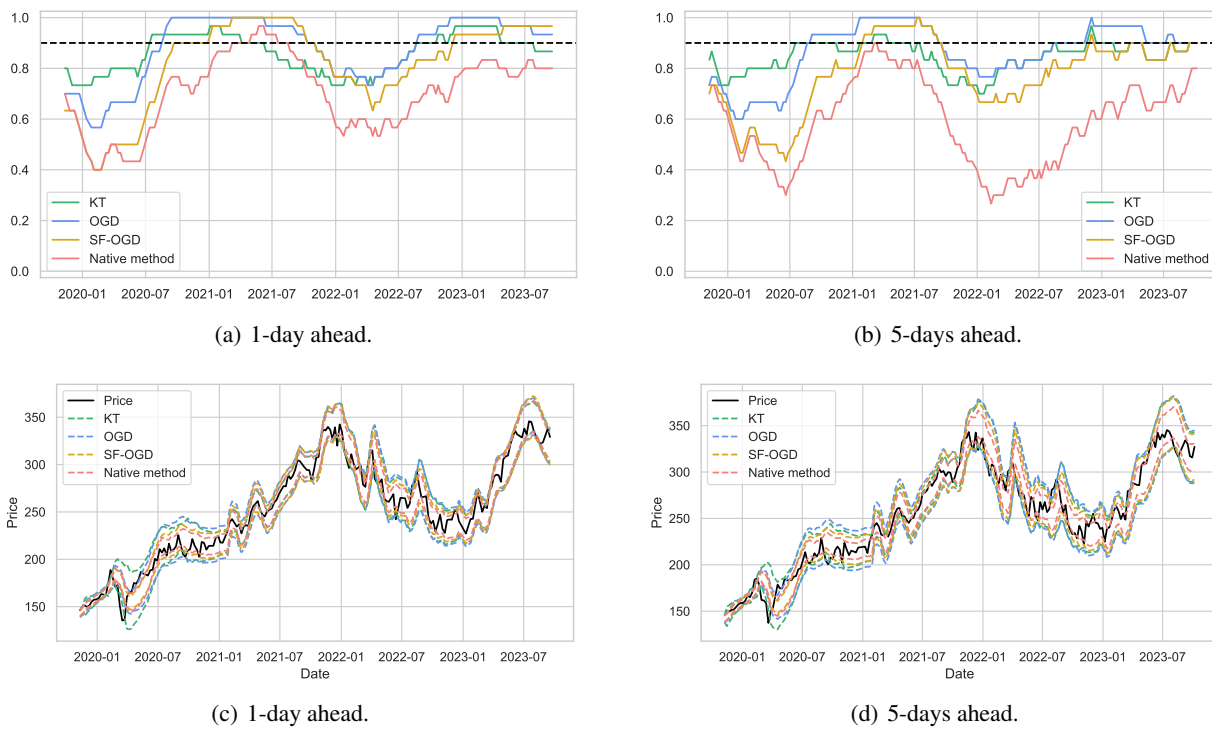 1.0
0.8
0.6
0.4
0.2
0.0
KT
OGD
SF-OGD
Native method
2020-01 2020-07 2021-01 2021-07 2022-01 2022-07 2023-01 2023-07
(a) 1-day ahead.
1.0
0.8
0.6
0.4
0.2
0.0
KT
OGD
SF-OGD
Native method
2020-01 2020-07 2021-01 2021-07 2022-01 2022-07 2023-01 2023-07
(b) 5-days ahead.
Price
350
300
250
200
150
Price
KT
OGD
SF-OGD
Native method
2020-01 2020-07 2021-01 2021-07 2022-01 2022-07 2023-01 2023-07
Date
(c) 1-day ahead.
Price
350
300
250
200
150
Price
KT
OGD
SF-OGD
Native method
2020-01 2020-07 2021-01 2021-07 2022-01 2022-07 2023-01 2023-07
Date
(d) 5-days ahead.